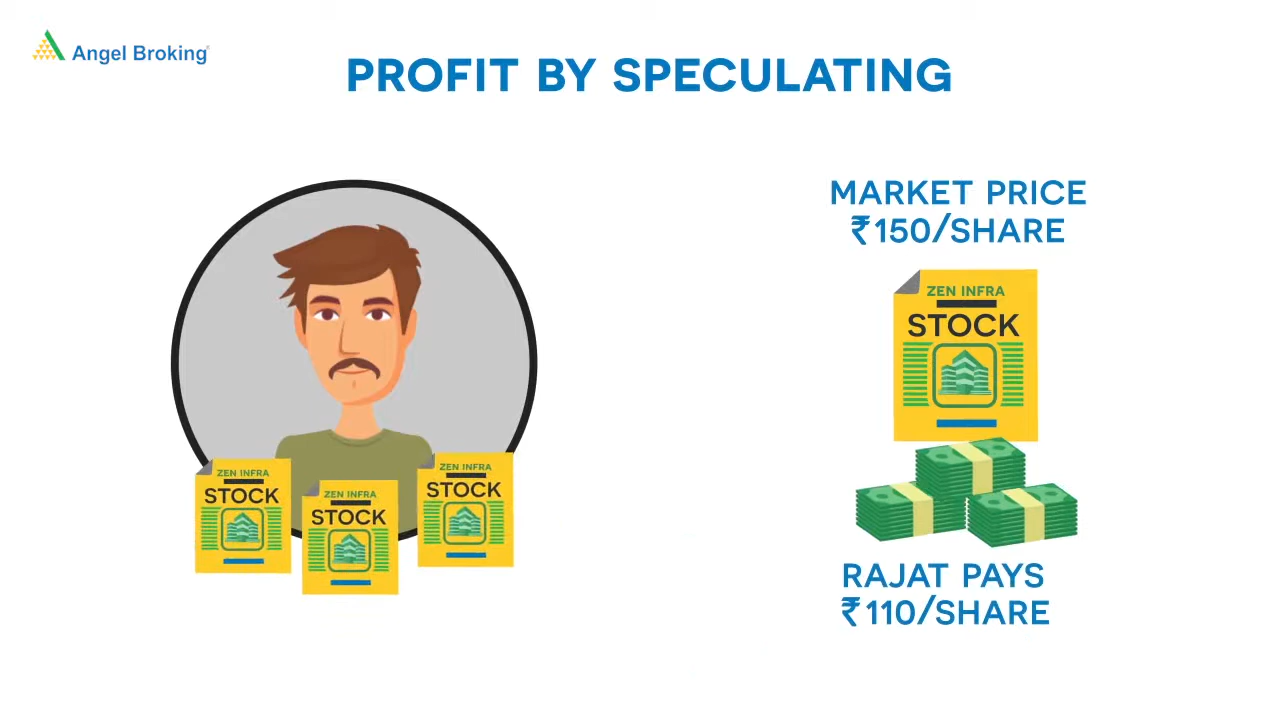 Angel Broking
PROFIT BY SPECULATING
MARKET PRICE
₹150/SHARE
ZEN INFRA
STOCK
ZEN INFRA
STOCK
ZEN INFRA
STOCK
ZEN INFRA
STOCK
RAJAT PAYS
₹110/SHARE